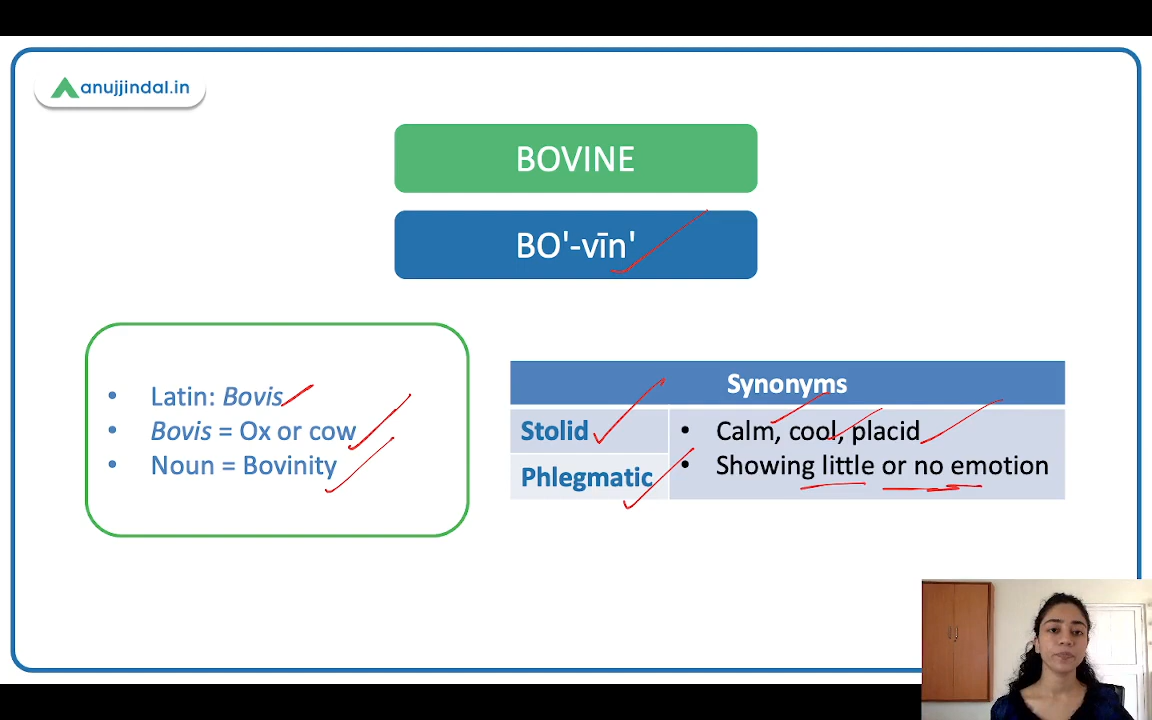 anujjindal.in
BOVINE
BO'-vīn'
• Latin: Bovis
• Bovis = Ox or cow
• Noun = Bovinity
Synonyms
Stolid
Phlegmatic
• Calm, cool, placid
• Showing little or no emotion